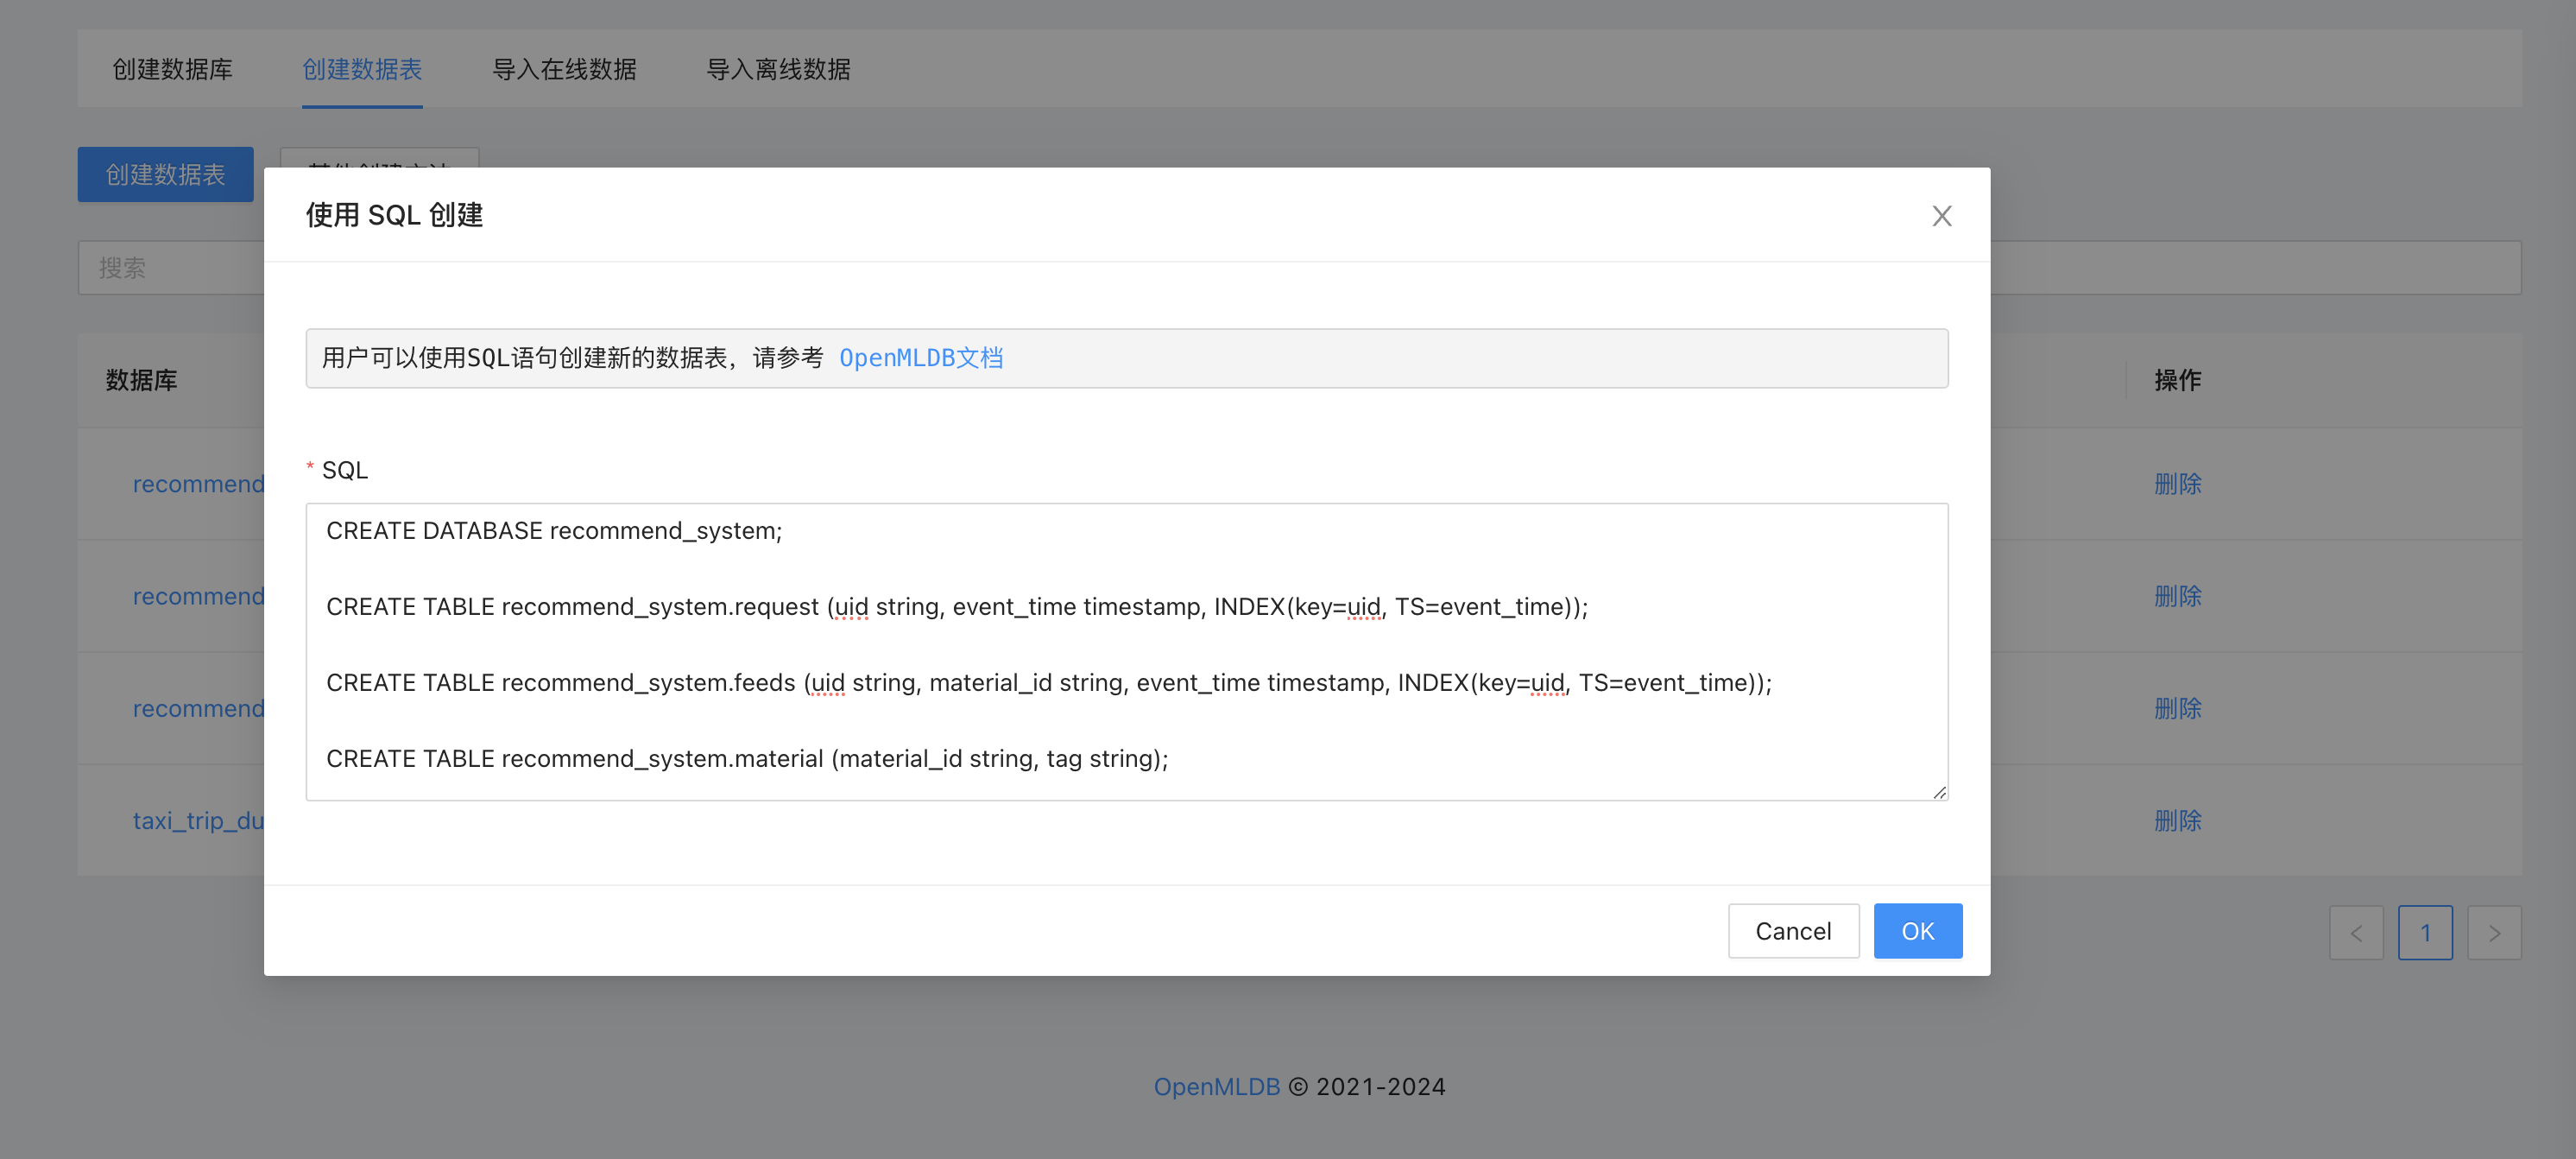 创建数据库 创建数据表 导入在线数据 导入离线数据
创建数据表
使用 SQL 创建
搜索
用户可以使用SQL语句创建新的数据表，请参考 OpenMLDB文档
数据库 操作
* SQL
recommend 删除
CREATE DATABASE recommend_system;
recommend 删除
CREATE TABLE recommend_system.request (uid string, event_time timestamp, INDEX(key=uid, TS=event_time));
CREATE TABLE recommend_system.feeds (uid string, material_id string, event_time timestamp, INDEX(key=uid, TS=event_time));
recommend 删除
CREATE TABLE recommend_system.material (material_id string, tag string);
taxi_trip_du 删除
Cancel OK
< 1 >
OpenMLDB © 2021-2024